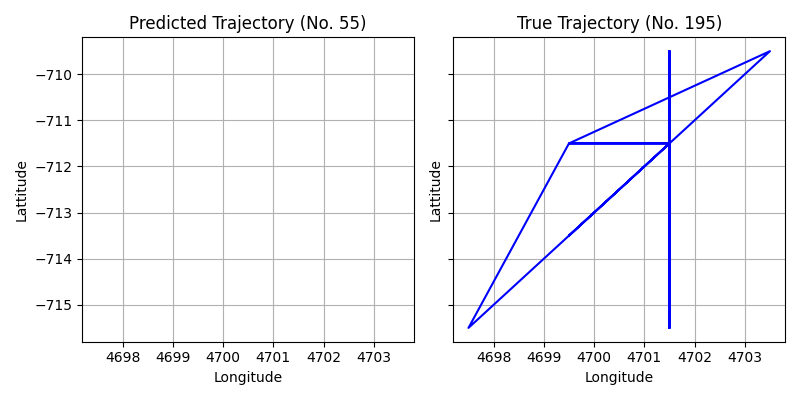 Predicted Trajectory (No. 55)
−710
−711
−712
−713
−714
−715
Lattitude
4698 4699 4700 4701 4702 4703
Longitude
True Trajectory (No. 195)
Lattitude
4698 4699 4700 4701 4702 4703
Longitude